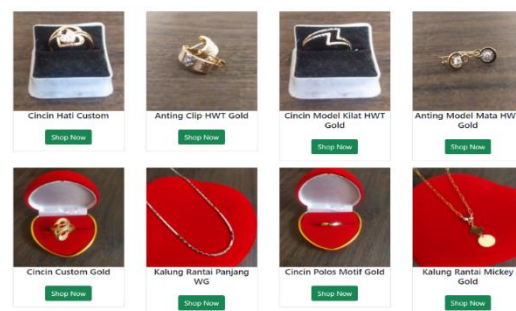 Cincin Hati Custom
Shop Now
Anting Clip HWT Gold
Shop Now
Cincin Model Kilat HWT
Gold
Shop Now
Anting Model Mata HW
Gold
Shop Now
Cincin Custom Gold
Shop Now
Kalung Rantai Panjang
WG
Shop Now
Cincin Polos Motif Gold
Shop Now
Kalung Rantai Mickey
Gold
Shop Now